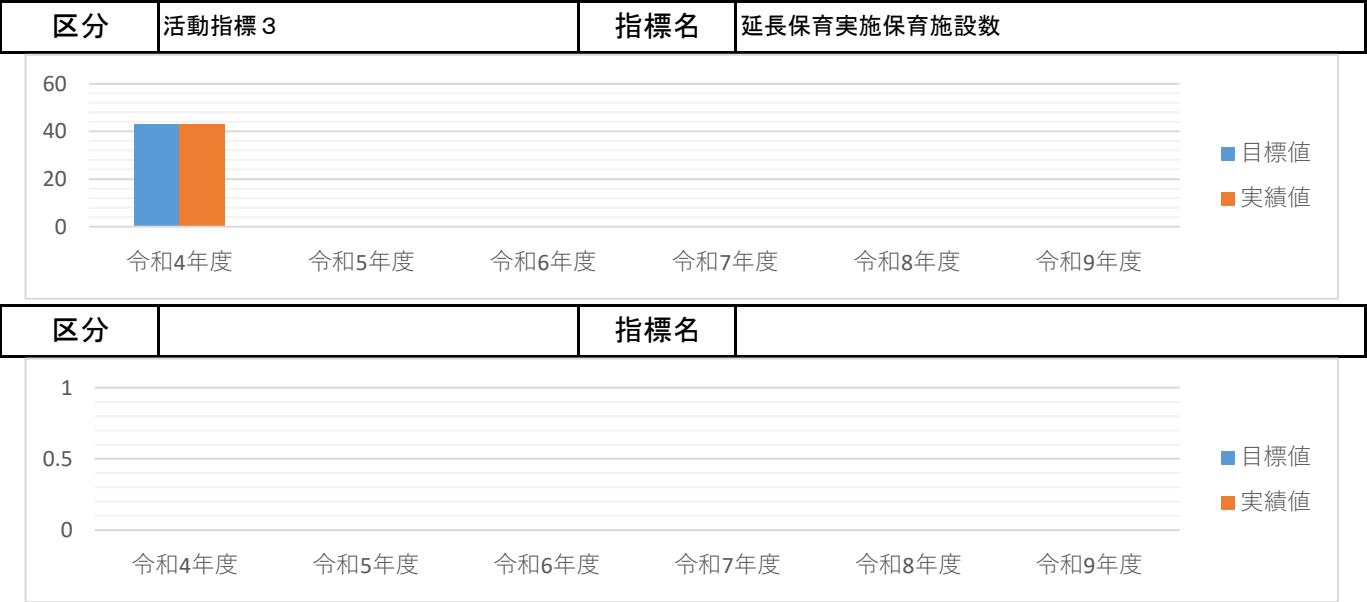 区分 活動指標３ 指標名 延長保育実施保育施設数
60
40
20
0
目標値
実績値
令和4年度 令和5年度 令和6年度 令和7年度 令和8年度 令和9年度
区分 指標名
1
0.5
0
目標値
実績値
令和4年度 令和5年度 令和6年度 令和7年度 令和8年度 令和9年度